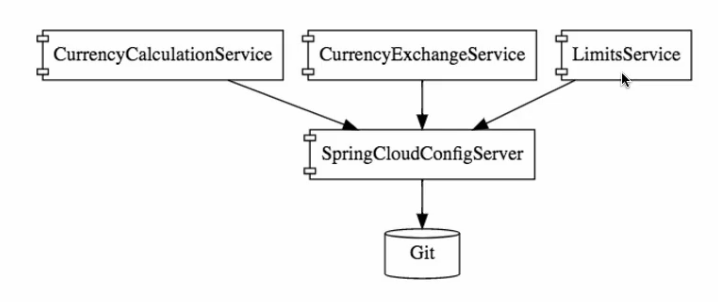 CurrencyCalculationService
CurrencyExchangeService
LimitsService
SpringCloudConfigServer
Git